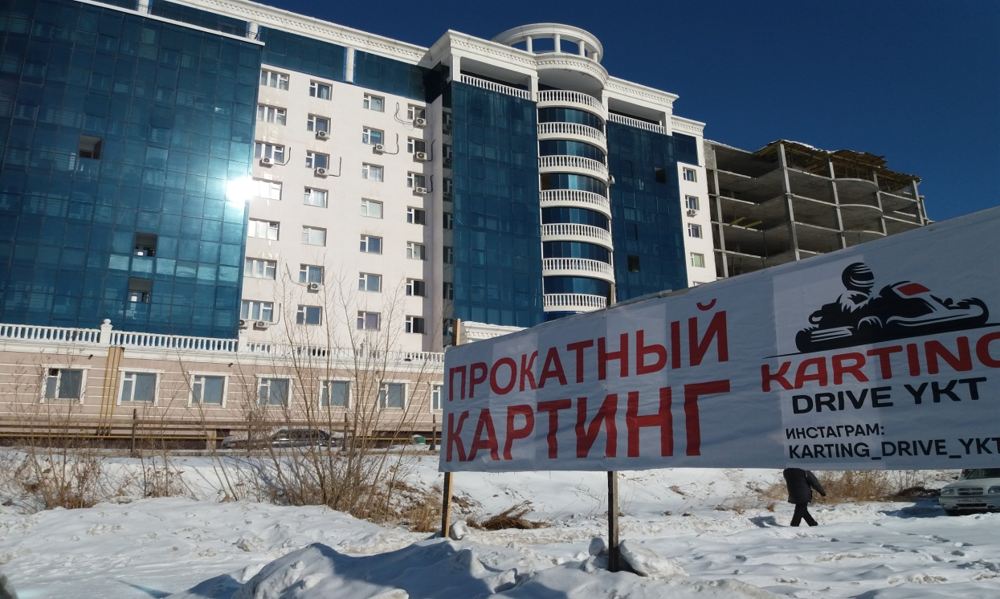 ПРОКАТНЫЙ
КАРТИНГ
KARTING
DRIVE YKT
ИНСТАГРАМ:
KARTING_DRIVE_YKT